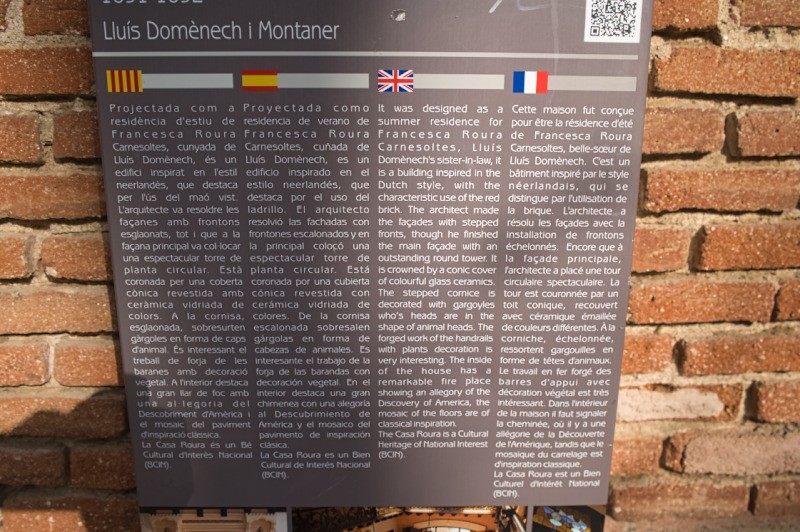 1891-1892
Lluís Domènech i Montaner
Projectada com a
residència d'estiu de
Francesca Roura
Carnesoltes, cunyada de
Lluís Domènech, és un
edifici inspirat en l'estil
neerlandès, que destaca
per l'ús del maó vist.
L'arquitecte va resoldre les
façanes amb frontons
esglaonats, tot i que a la
façana principal va col·locar
una espectacular torre de
planta circular. Està
coronada per una coberta
cònica revestida amb
ceràmica vidriada de
colors. A la cornisa,
esglaonada, sobresurten
gàrgoles en forma de caps
d'animal. És interessant el
treball de forja de les
baranes amb decoració
vegetal. A l'interior destaca
una gran llar de foc amb
una al·legoria del
Descobriment d'Amèrica i
el mosaic del paviment
d'inspiració clàssica.
La Casa Roura és un Bé
Cultural d'Interès Nacional
(BCIN).
Proyectada como
residencia de verano de
Francesca Roura
Carnesoltes, cuñada de
Lluís Domènech, es un
edificio inspirado en el
estilo neerlandés, que
destaca por el uso del
ladrillo. El arquitecto
resolvió las fachadas con
frontones escalonados y en
la principal colocó una
espectacular torre de
planta circular. Está
coronada por una cubierta
cónica revestida con
cerámica vidriada de
colores. De la cornisa
escalonada sobresalen
gárgolas en forma de
cabezas de animales. Es
interesante el trabajo de la
forja de las barandas con
decoración vegetal. En el
interior destaca una gran
chimenea con una alegoría
al Descubrimiento de
América y el mosaico del
pavimento de inspiración
clásica.
La Casa Roura es un Bien
Cultural de Interés Nacional
(BCIN).
It was designed as a
summer residence for
Francesca Roura
Carnesoltes, Lluís
Domènech's sister-in-law, it
is a building inspired in the
Dutch style, with the
characteristic use of the red
brick. The architect made
the façades with stepped
fronts, though he finished
the main façade with an
outstanding round tower. It
is crowned by a conic cover
of colourful glass ceramics.
The stepped cornice is
decorated with gargoyles
who's heads are in the
shape of animal heads. The
forged work of the handrails
with plants decoration is
very interesting. The inside
of the house has a
remarkable fire place
showing an allegory of the
Discovery of America, the
mosaic of the floors are of
classical inspiration.
The Casa Roura is a Cultural
Heritage of National Interest
(BCIN).
Cette maison fut conçue
pour être la résidence d'été
de Francesca Roura
Carnesoltes, belle-sœur de
Lluís Domènech. C'est un
bâtiment inspiré par le style
néerlandais, qui se
distingue par l'utilisation de
la brique. L'architecte a
résolu les façades avec la
installation de frontons
échelonnés. Encore que à
la façade principale,
l'architecte a placé une tour
circulaire spectaculaire. La
tour est couronnée par un
toit conique, recouvert
avec céramique émaillée
de couleurs différentes. À la
corniche, échelonnée,
ressortent gargouilles en
forme de têtes d'animaux.
Le travail en fer forgé des
barres d'appui avec
décoration végétal est très
intéressant. Dans l'intérieur
de la maison il faut signaler
la cheminée, où il y a une
allégorie de la Découverte
de l'Amérique, tandis que le
mosaïque du carrelage est
d'inspiration classique.
La Casa Roura est un Bien
Culturel d'Intérêt National
(BCIN).